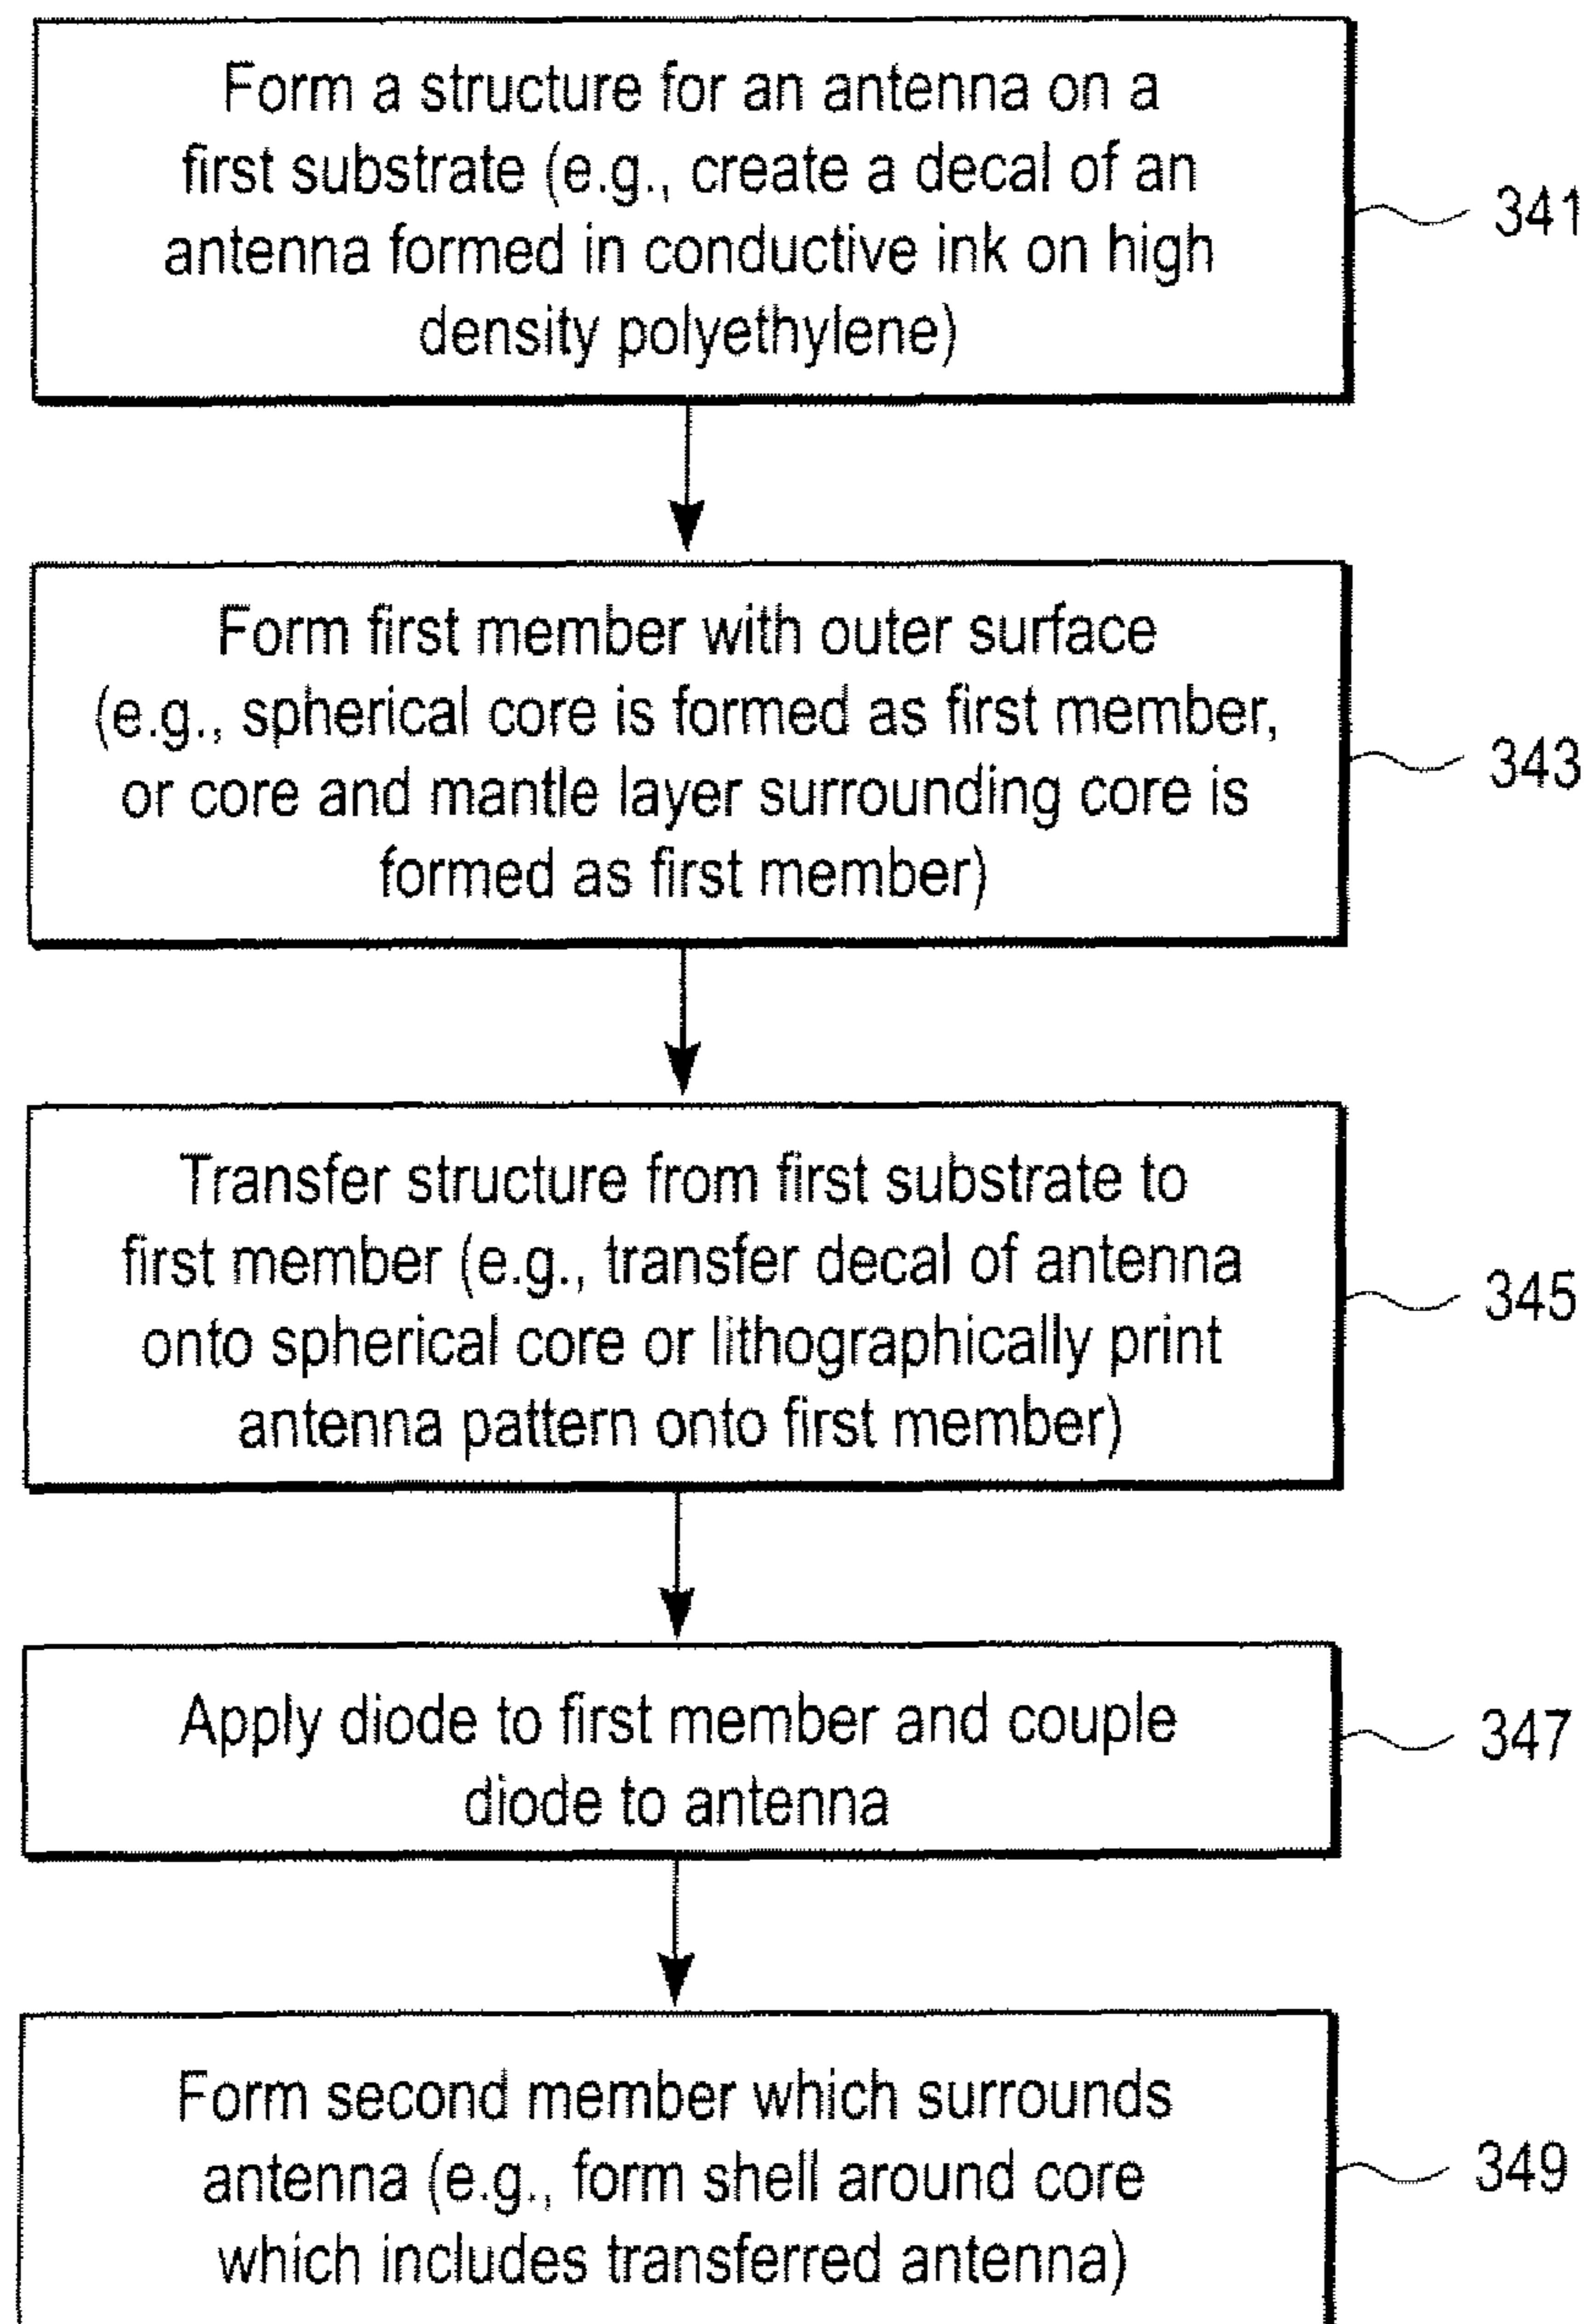 Form a structure for an antenna on a
first substrate (e.g., create a decal of an
antenna formed in conductive ink on high
density polyethylene)
341
Form first member with outer surface
(e.g., spherical core is formed as first member,
or core and mantle layer surrounding core is
formed as first member)
343
Transfer structure from first substrate to
first member (e.g., transfer decal of antenna
onto spherical core or lithographically print
antenna pattern onto first member)
345
Apply diode to first member and couple
diode to antenna
347
Form second member which surrounds
antenna (e.g., form shell around core
which includes transferred antenna)
349